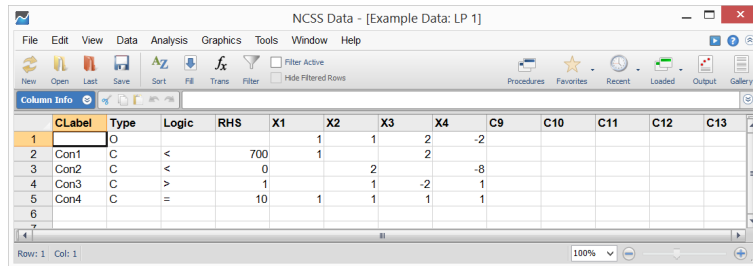 NCSS Data - [Example Data: LP 1]
File Edit View Data Analysis Graphics Tools Window Help
New Open Last Save Sort Fill Trans Filter Filter Active Hide Filtered Rows Procedures Favorites Recent Loaded Output Gallery
Column Info
CLabel Type Logic RHS X1 X2 X3 X4 C9 C10 C11 C12 C13
1 O 1 1 2 -2
2 Con1 C < 700 1 2
3 Con2 C < 0 2 -8
4 Con3 C > 1 1 -2 1
5 Con4 C = 10 1 1 1 1
6
7
Row: 1 Col: 1 100%